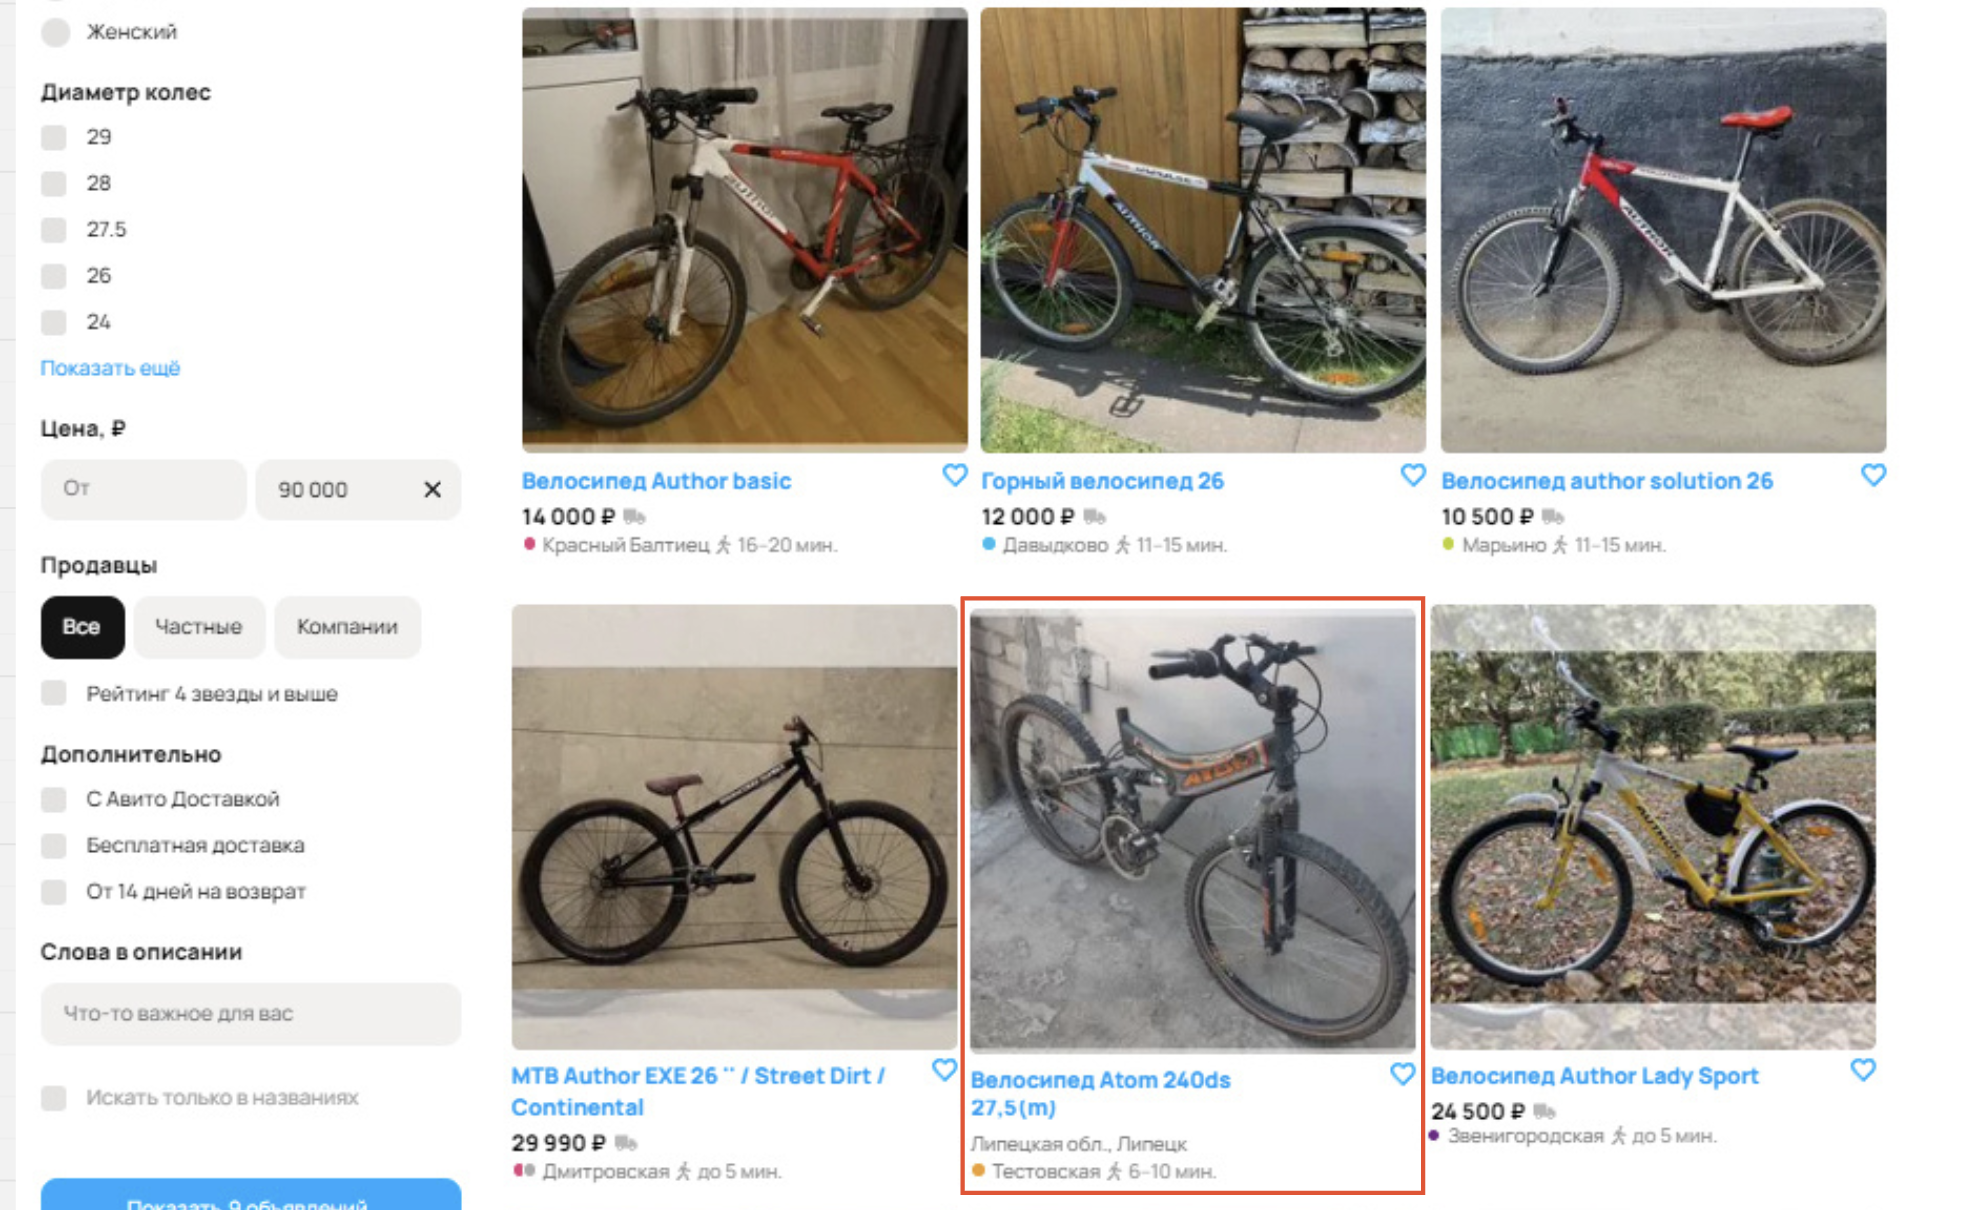 Женский
Диаметр колес
29
28
27.5
26
24
Показать ещё
Цена, ₽
От
90 000
Продавцы
Все
Частные
Компании
Рейтинг 4 звезды и выше
Дополнительно
С Авито Доставкой
Бесплатная доставка
От 14 дней на возврат
Слова в описании
Что-то важное для вас
Искать только в названиях
Показать 9 объявлений
AUTHOR
AUTHOR
AUTHOR
Велосипед Author basic
14 000 ₽
Красный Балтиец 16–20 мин.
Горный велосипед 26
12 000 ₽
Давыдково 11–15 мин.
Велосипед author solution 26
10 500 ₽
Марьино 11–15 мин.
ATOM
AUTHOR
MTB Author EXE 26 '' / Street Dirt /
Continental
29 990 ₽
Дмитровская до 5 мин.
Велосипед Atom 240ds
27,5(m)
Липецкая обл., Липецк
Тестовская 6–10 мин.
Велосипед Author Lady Sport
24 500 ₽
Звенигородская до 5 мин.